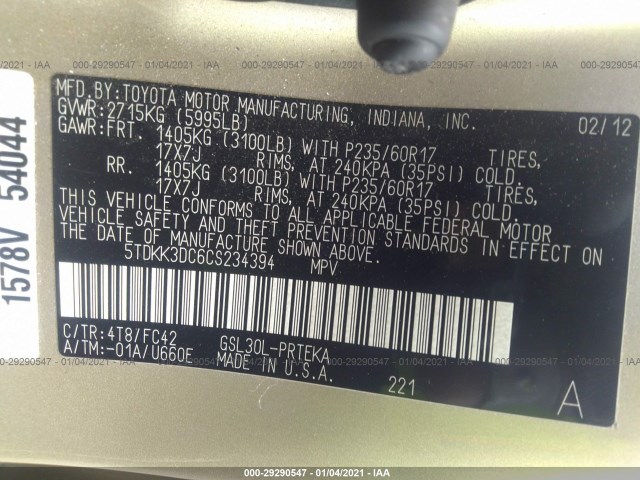 000-29290547 - 01/04/2021 - IAA
MFD.BY:TOYOTA MOTOR MANUFACTURING, INDIANA, INC. 02/12
GVWR:2715KG (5995LB)
GAWR:FRT. 1405KG (3100LB) WITH P235/60R17 TIRES,
17X7J RIMS, AT 240KPA (35PSI) COLD.
RR. 1405KG (3100LB) WITH P235/60R17 TIRES,
17X7J RIMS, AT 240KPA (35PSI) COLD.
THIS VEHICLE CONFORMS TO ALL APPLICABLE FEDERAL MOTOR
VEHICLE SAFETY AND THEFT PREVENTION STANDARDS IN EFFECT ON
THE DATE OF MANUFACTURE SHOWN ABOVE.
5TDKK3DC6CS234394 MPV
C/TR:4T8/FC42 GSL30L-PRTEKA
A/TM:-01A/U660E MADE IN U.S.A.
221 A
1578V 54044
000-29290547 - 01/04/2021 - IAA